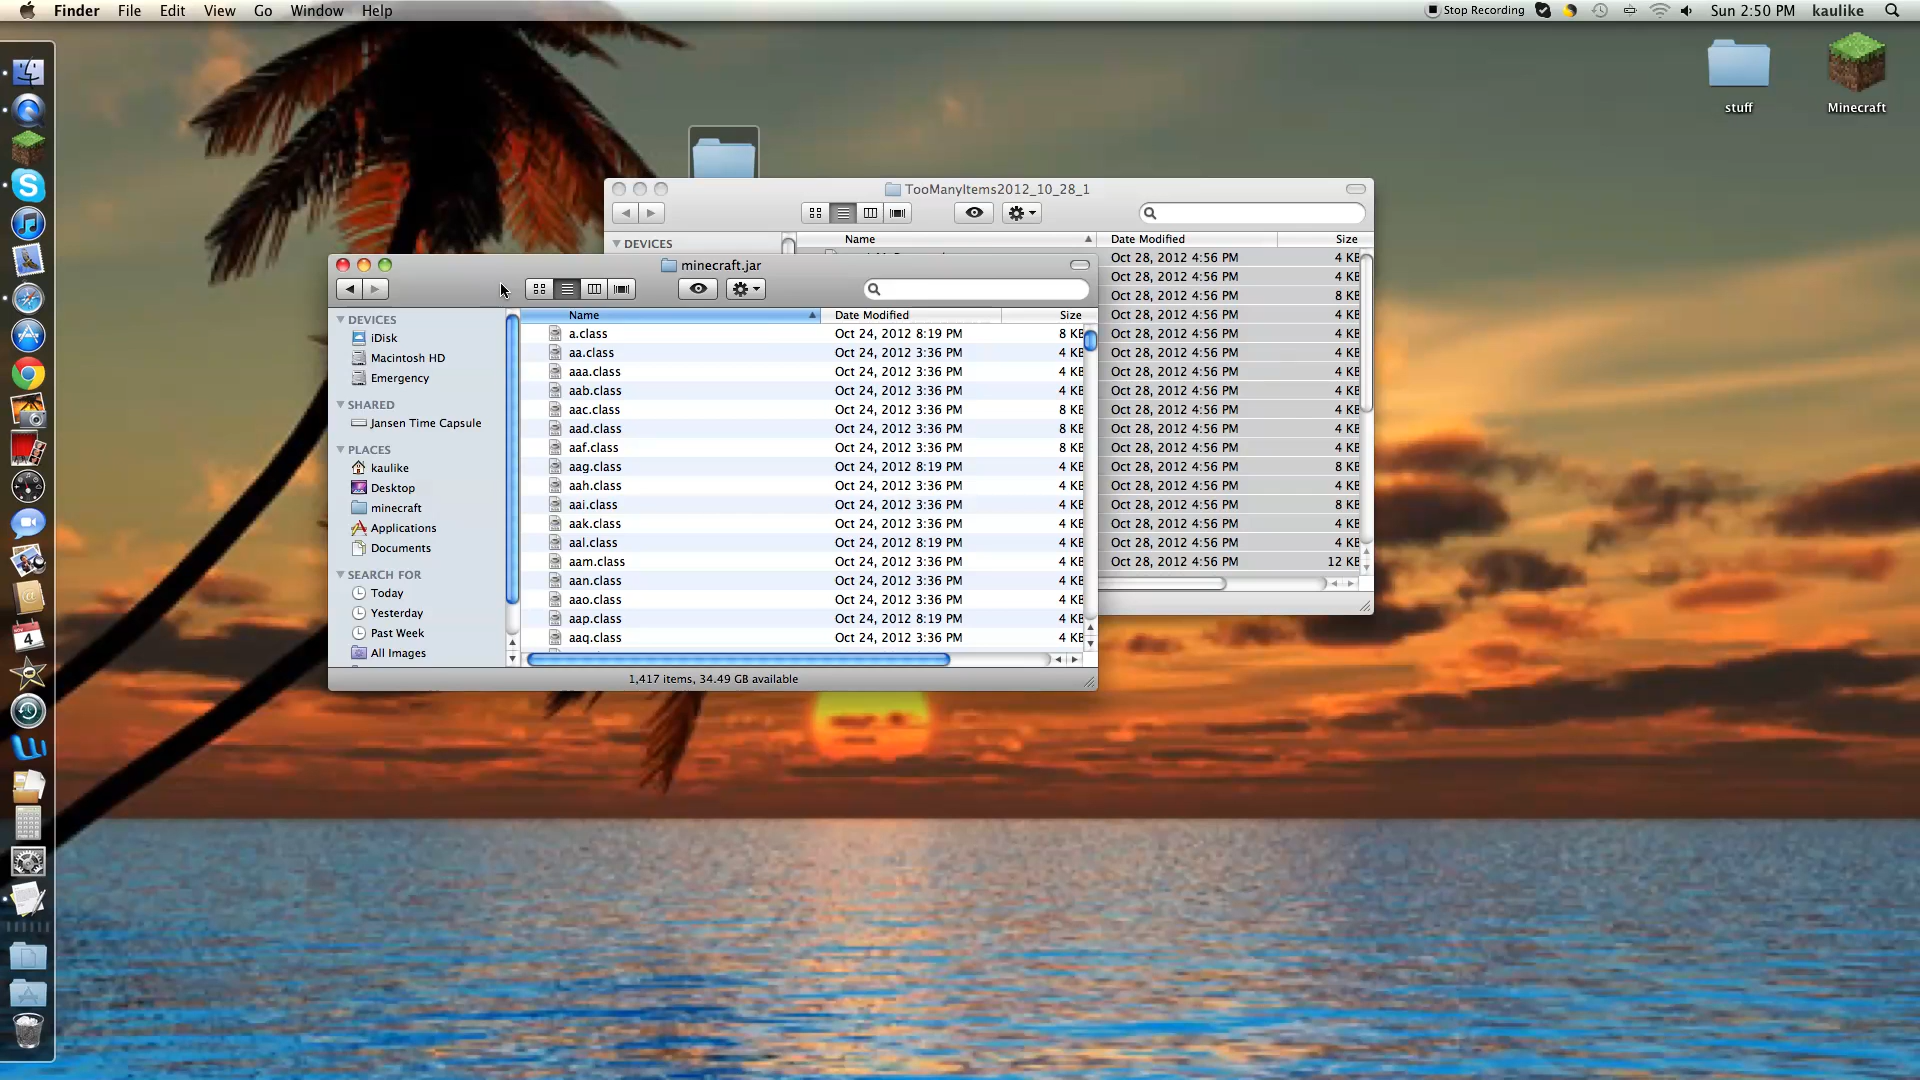 Finder File Edit View Go Window Help
Stop Recording Sun 2:50 PM kaulike
stuff
Minecraft
TooManyItems2012_10_28_1
DEVICES
Name Date Modified Size
Oct 28, 2012 4:56 PM 4 KB
Oct 28, 2012 4:56 PM 4 KB
Oct 28, 2012 4:56 PM 8 KB
Oct 28, 2012 4:56 PM 4 KB
Oct 28, 2012 4:56 PM 4 KB
Oct 28, 2012 4:56 PM 4 KB
Oct 28, 2012 4:56 PM 4 KB
Oct 28, 2012 4:56 PM 4 KB
Oct 28, 2012 4:56 PM 4 KB
Oct 28, 2012 4:56 PM 4 KB
Oct 28, 2012 4:56 PM 4 KB
Oct 28, 2012 4:56 PM 8 KB
Oct 28, 2012 4:56 PM 4 KB
Oct 28, 2012 4:56 PM 8 KB
Oct 28, 2012 4:56 PM 4 KB
Oct 28, 2012 4:56 PM 4 KB
Oct 28, 2012 4:56 PM 12 KB
minecraft.jar
DEVICES
iDisk
Macintosh HD
Emergency
SHARED
Jansen Time Capsule
PLACES
kaulike
Desktop
minecraft
Applications
Documents
SEARCH FOR
Today
Yesterday
Past Week
All Images
Name Date Modified Size
a.class Oct 24, 2012 8:19 PM 8 KB
aa.class Oct 24, 2012 3:36 PM 4 KB
aaa.class Oct 24, 2012 3:36 PM 4 KB
aab.class Oct 24, 2012 3:36 PM 4 KB
aac.class Oct 24, 2012 3:36 PM 8 KB
aad.class Oct 24, 2012 3:36 PM 8 KB
aaf.class Oct 24, 2012 3:36 PM 8 KB
aag.class Oct 24, 2012 8:19 PM 4 KB
aah.class Oct 24, 2012 3:36 PM 4 KB
aai.class Oct 24, 2012 3:36 PM 4 KB
aak.class Oct 24, 2012 3:36 PM 4 KB
aal.class Oct 24, 2012 8:19 PM 4 KB
aam.class Oct 24, 2012 3:36 PM 4 KB
aan.class Oct 24, 2012 3:36 PM 4 KB
aao.class Oct 24, 2012 3:36 PM 4 KB
aap.class Oct 24, 2012 8:19 PM 4 KB
aaq.class Oct 24, 2012 3:36 PM 4 KB
1,417 items, 34.49 GB available
NOV
4